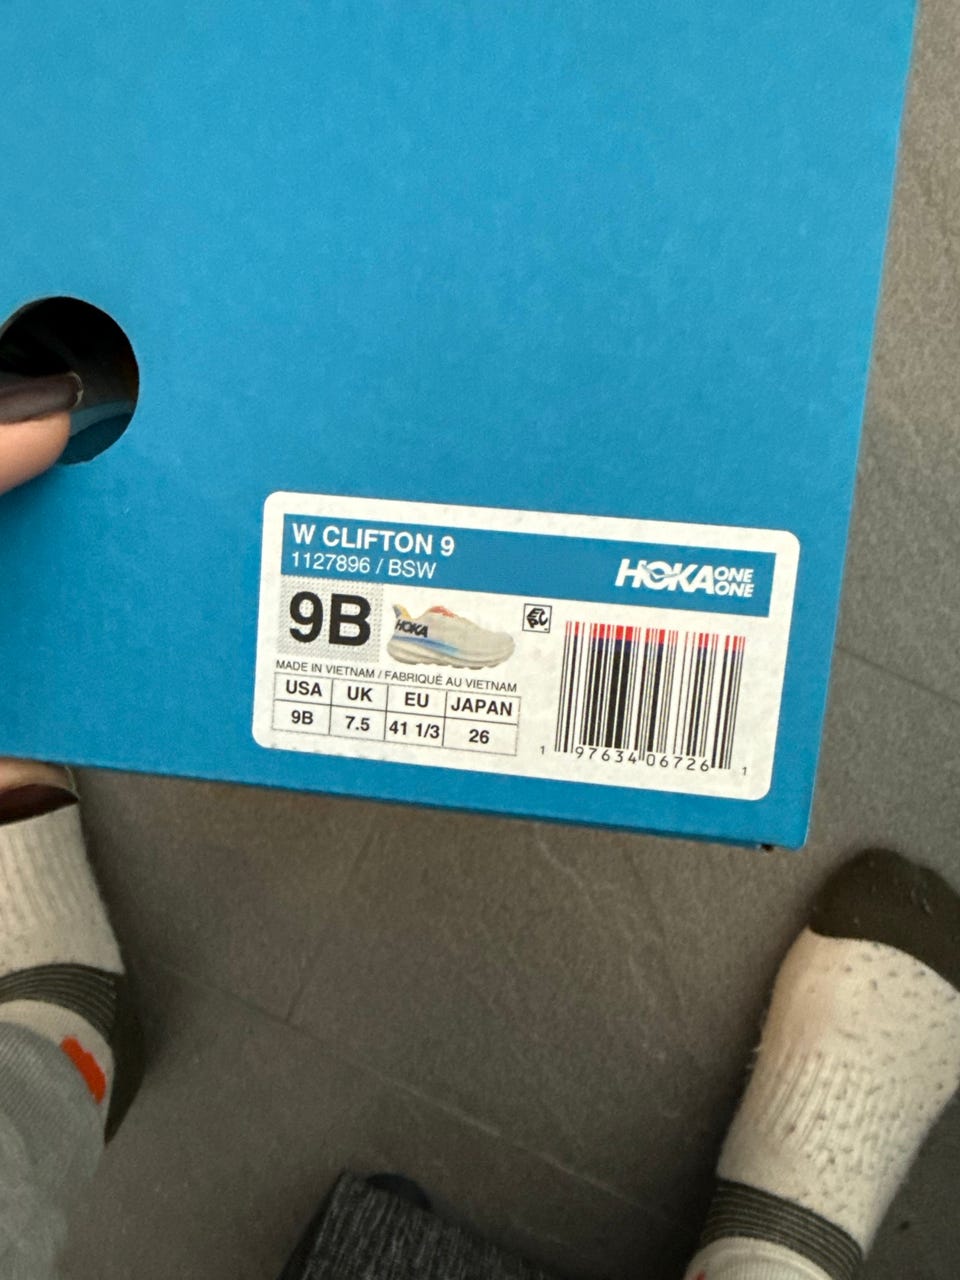 W CLIFTON 9
1127896 / BSW
HOKA ONE ONE
9B
HOKA
MADE IN VIETNAM / FABRIQUÉ AU VIETNAM
USA UK EU JAPAN
9B 7.5 41 1/3 26
1 97634 06726 1